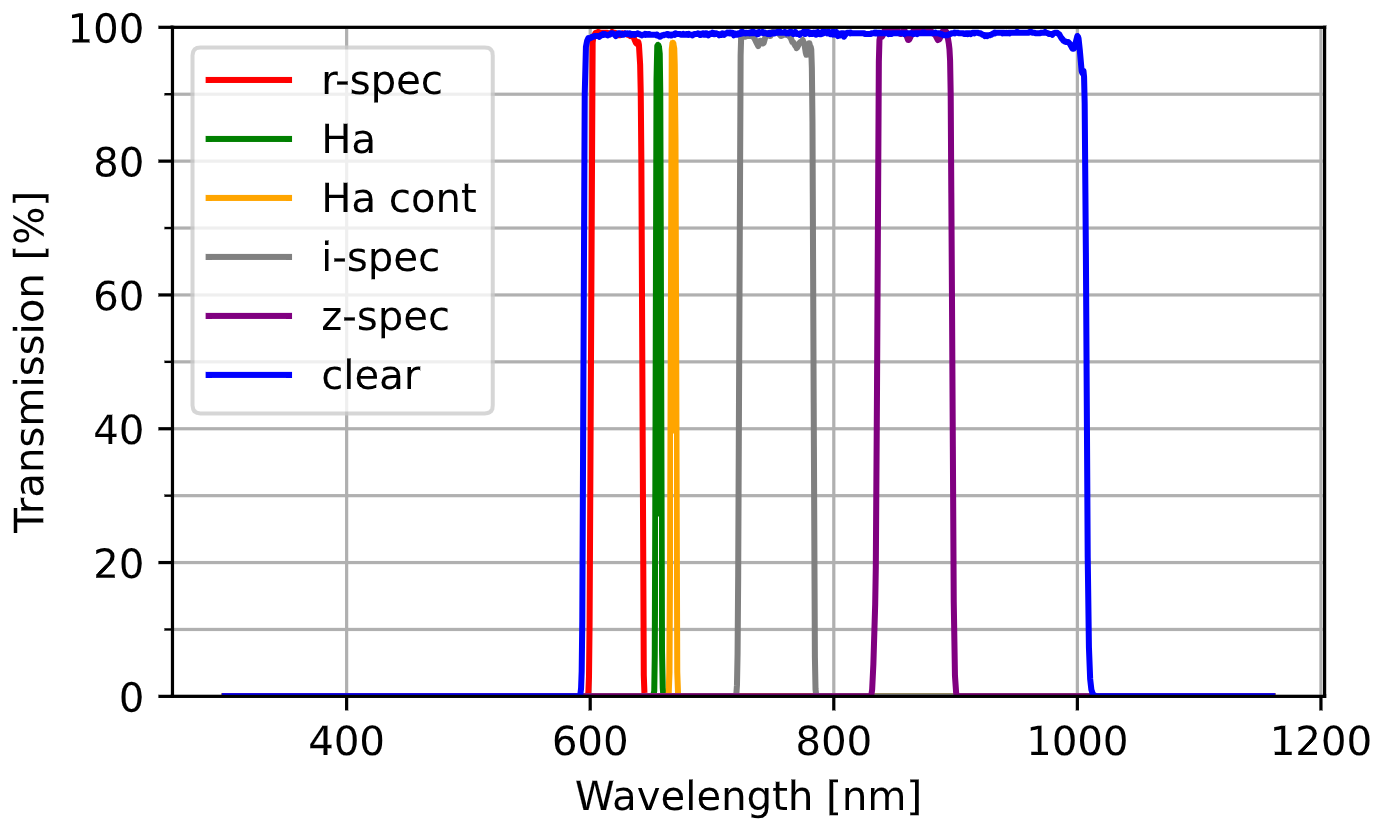 100
80
60
40
20
0
Transmission [%]
r-spec
Ha
Ha cont
i-spec
z-spec
clear
400 600 800 1000 1200
Wavelength [nm]